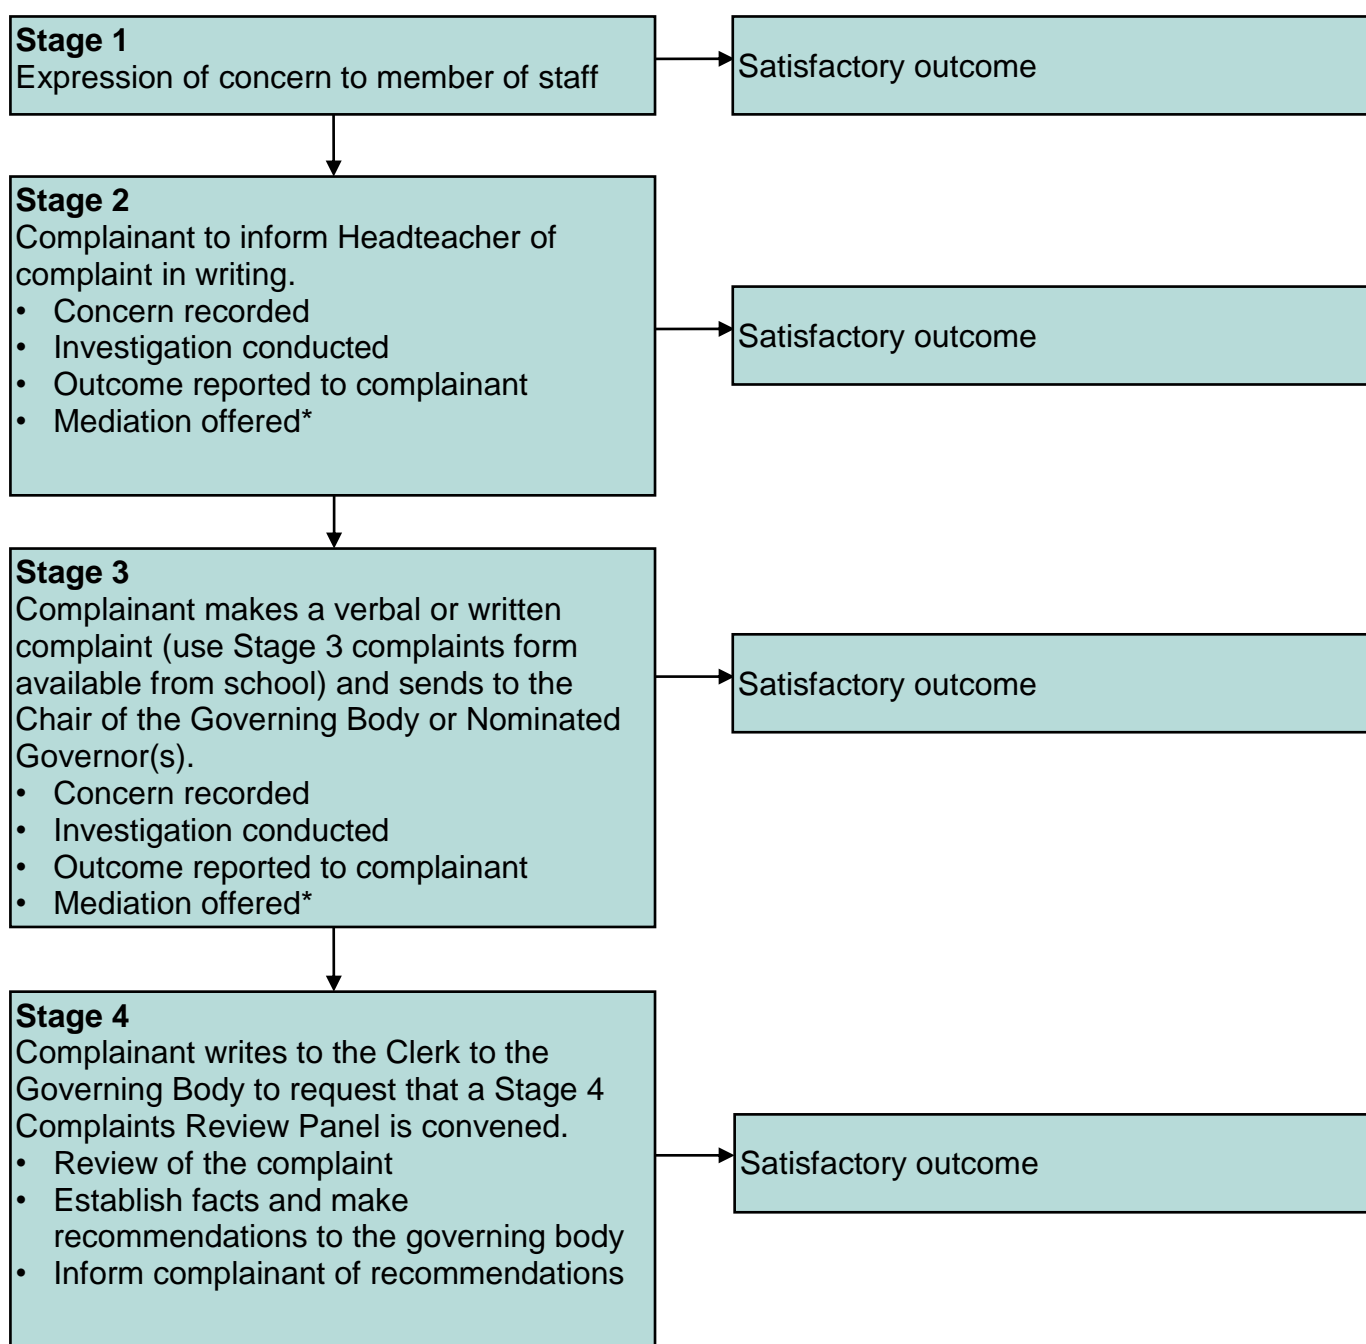 Stage 1
Expression of concern to member of staff
Satisfactory outcome
Stage 2
Complainant to inform Headteacher of
complaint in writing.
• Concern recorded
• Investigation conducted
• Outcome reported to complainant
• Mediation offered*
Satisfactory outcome
Stage 3
Complainant makes a verbal or written
complaint (use Stage 3 complaints form
available from school) and sends to the
Chair of the Governing Body or Nominated
Governor(s).
• Concern recorded
• Investigation conducted
• Outcome reported to complainant
• Mediation offered*
Satisfactory outcome
Stage 4
Complainant writes to the Clerk to the
Governing Body to request that a Stage 4
Complaints Review Panel is convened.
• Review of the complaint
• Establish facts and make
recommendations to the governing body
• Inform complainant of recommendations
Satisfactory outcome